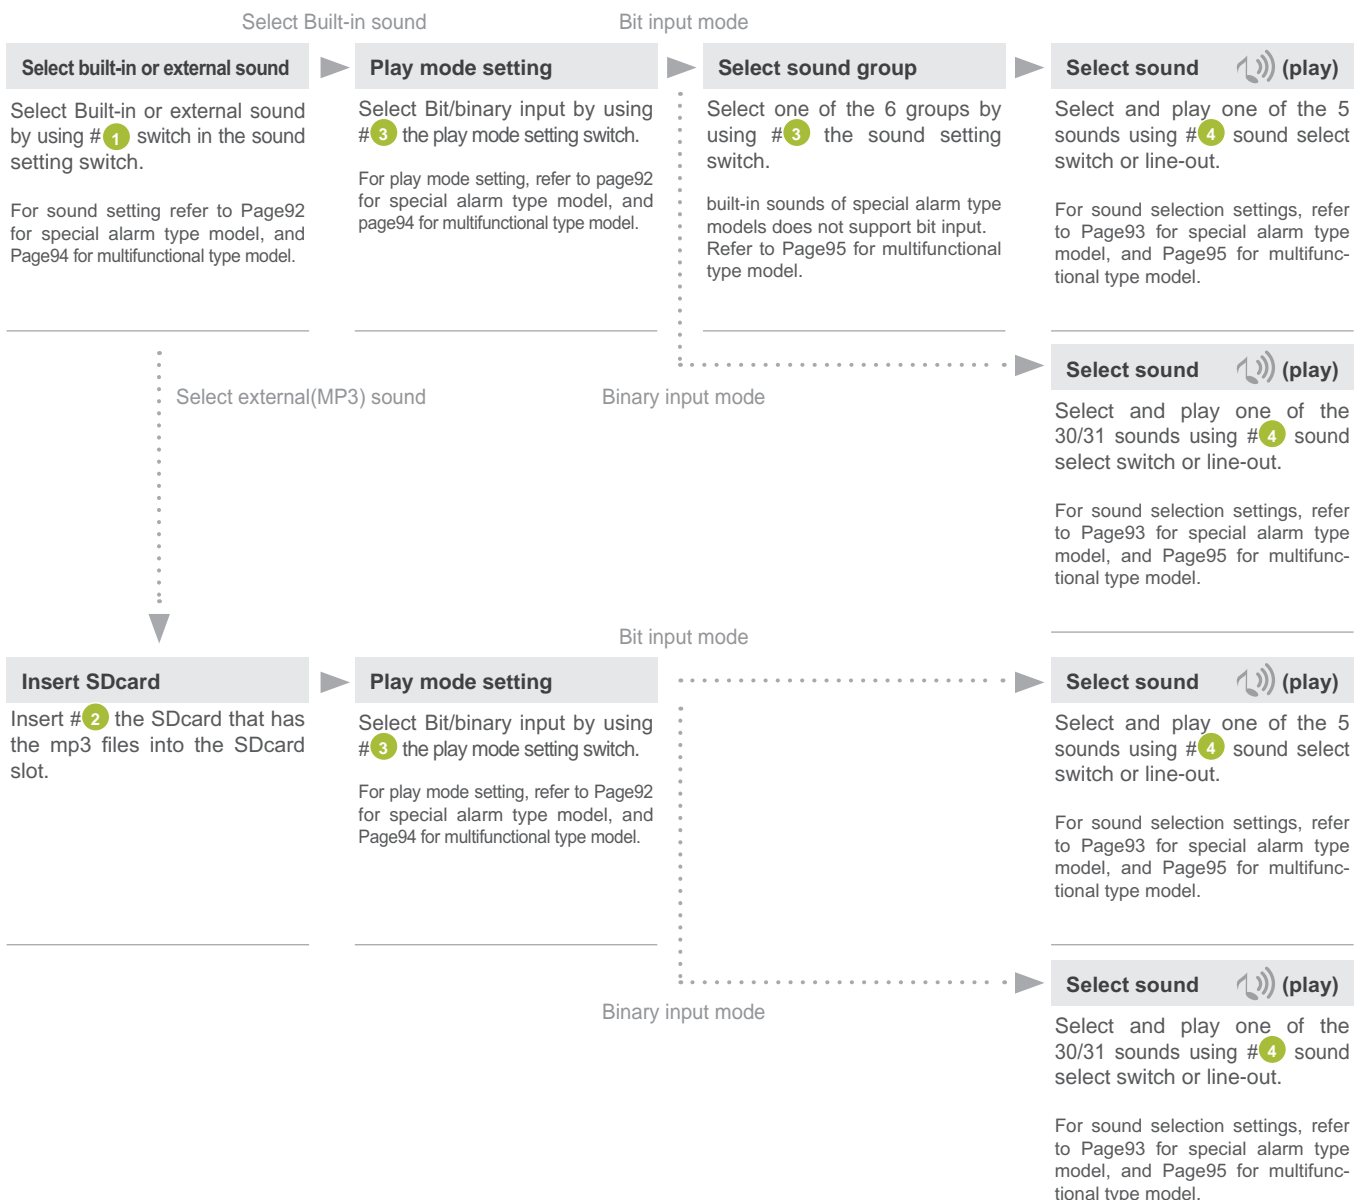 Select Built-in sound
Bit input mode
Select built-in or external sound
Select Built-in or external sound
by using #1 switch in the sound
setting switch.
For sound setting refer to Page92
for special alarm type model, and
Page94 for multifunctional type model.
Play mode setting
Select Bit/binary input by using
#3 the play mode setting switch.
For play mode setting, refer to page92
for special alarm type model, and
page94 for multifunctional type model.
Select sound group
Select one of the 6 groups by
using #3 the sound setting
switch.
built-in sounds of special alarm type
models does not support bit input.
Refer to Page95 for multifunctional
type model.
Select sound (play)
Select and play one of the 5
sounds using #4 sound select
switch or line-out.
For sound selection settings, refer
to Page93 for special alarm type
model, and Page95 for multifunc-
tional type model.
Select external(MP3) sound
Binary input mode
Select sound (play)
Select and play one of the
30/31 sounds using #4 sound
select switch or line-out.
For sound selection settings, refer
to Page93 for special alarm type
model, and Page95 for multifunc-
tional type model.
Bit input mode
Insert SDcard
Insert #2 the SDcard that has
the mp3 files into the SDcard
slot.
Play mode setting
Select Bit/binary input by using
#3 the play mode setting switch.
For play mode setting, refer to Page92
for special alarm type model, and
Page94 for multifunctional type model.
Select sound (play)
Select and play one of the 5
sounds using #4 sound select
switch or line-out.
For sound selection settings, refer
to Page93 for special alarm type
model, and Page95 for multifunc-
tional type model.
Binary input mode
Select sound (play)
Select and play one of the
30/31 sounds using #4 sound
select switch or line-out.
For sound selection settings, refer
to Page93 for special alarm type
model, and Page95 for multifunc-
tional type model.